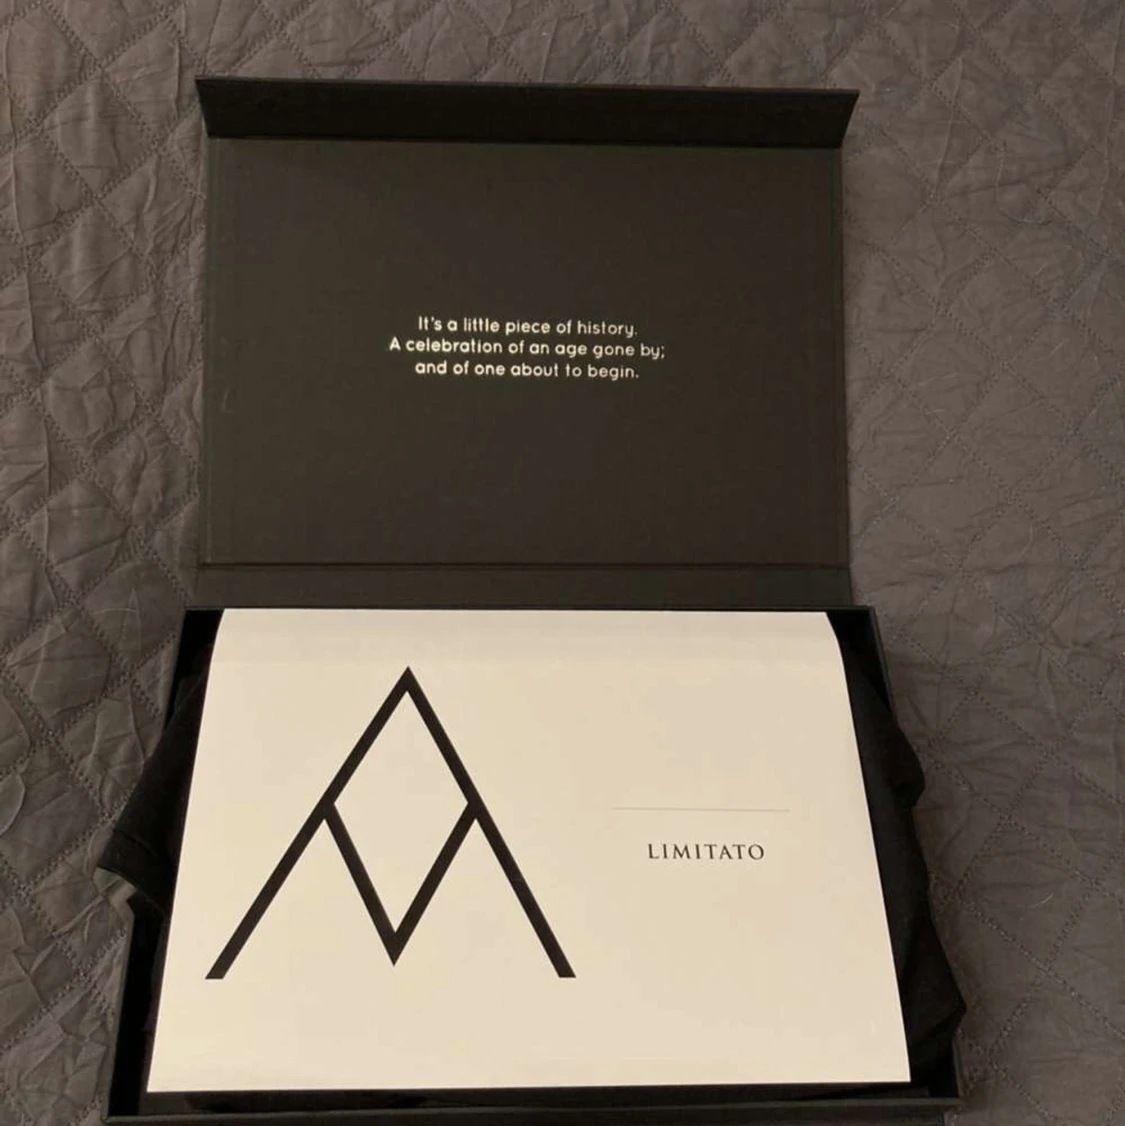 It's a little piece of history.
A celebration of an age gone by;
and of one about to begin.
LIMITATO